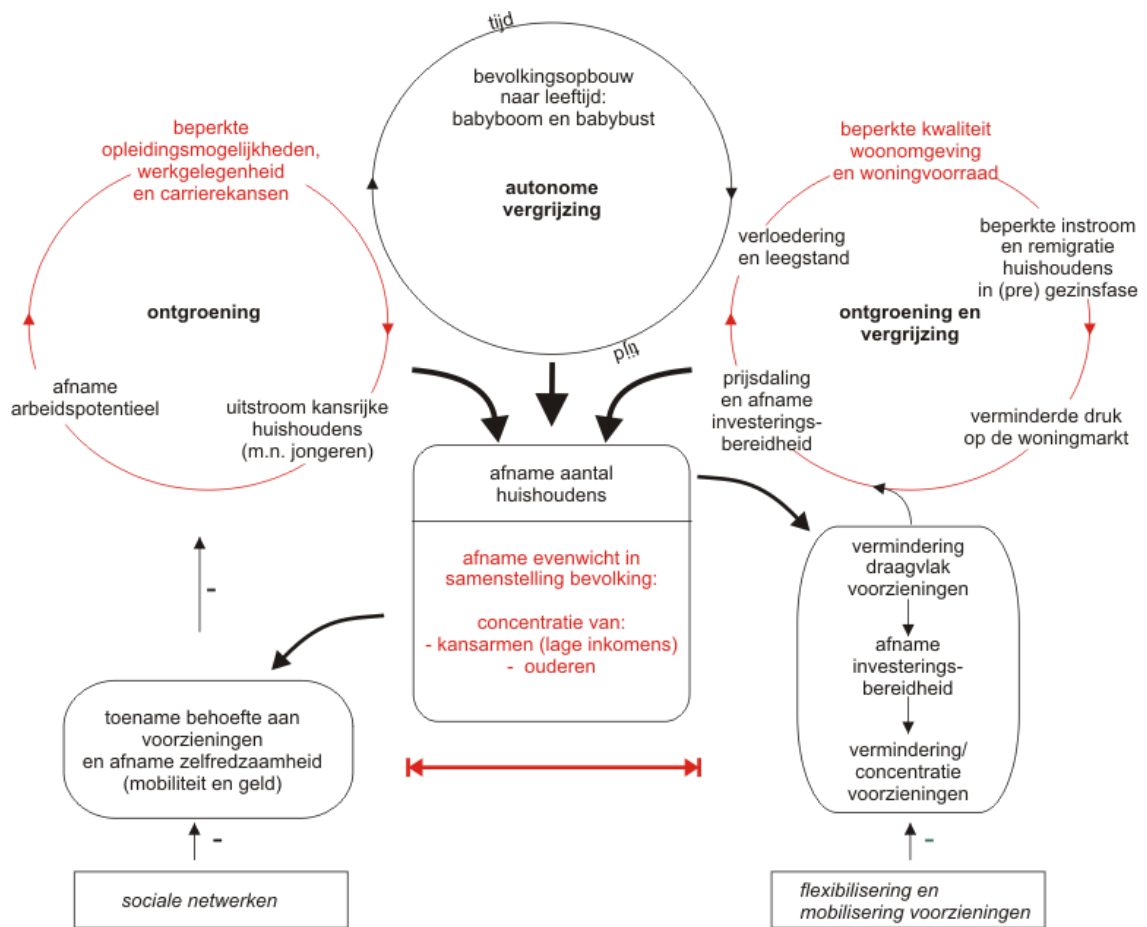 tijd
bevolkingsopbouw
naar leeftijd:
babyboom en babybust
autonome
vergrijzing
tijd
beperkte
opleidingsmogelijkheden,
werkgelegenheid
en carrierekansen
ontgroening
afname
arbeidspotentieel
uitstroom kansrijke
huishoudens
(m.n. jongeren)
beperkte kwaliteit
woonomgeving
en woningvoorraad
verloedering
en leegstand
beperkte instroom
en remigratie
huishoudens
in (pre) gezinsfase
ontgroening en
vergrijzing
prijsdaling
en afname
investerings-
bereidheid
verminderde druk
op de woningmarkt
afname aantal
huishoudens
afname evenwicht in
samenstelling bevolking:
concentratie van:
- kansarmen (lage inkomens)
- ouderen
-
toename behoefte aan
voorzieningen
en afname zelfredzaamheid
(mobiliteit en geld)
-
sociale netwerken
vermindering
draagvlak
voorzieningen
afname
investerings-
bereidheid
vermindering/
concentratie
voorzieningen
-
flexibilisering en
mobilisering voorzieningen